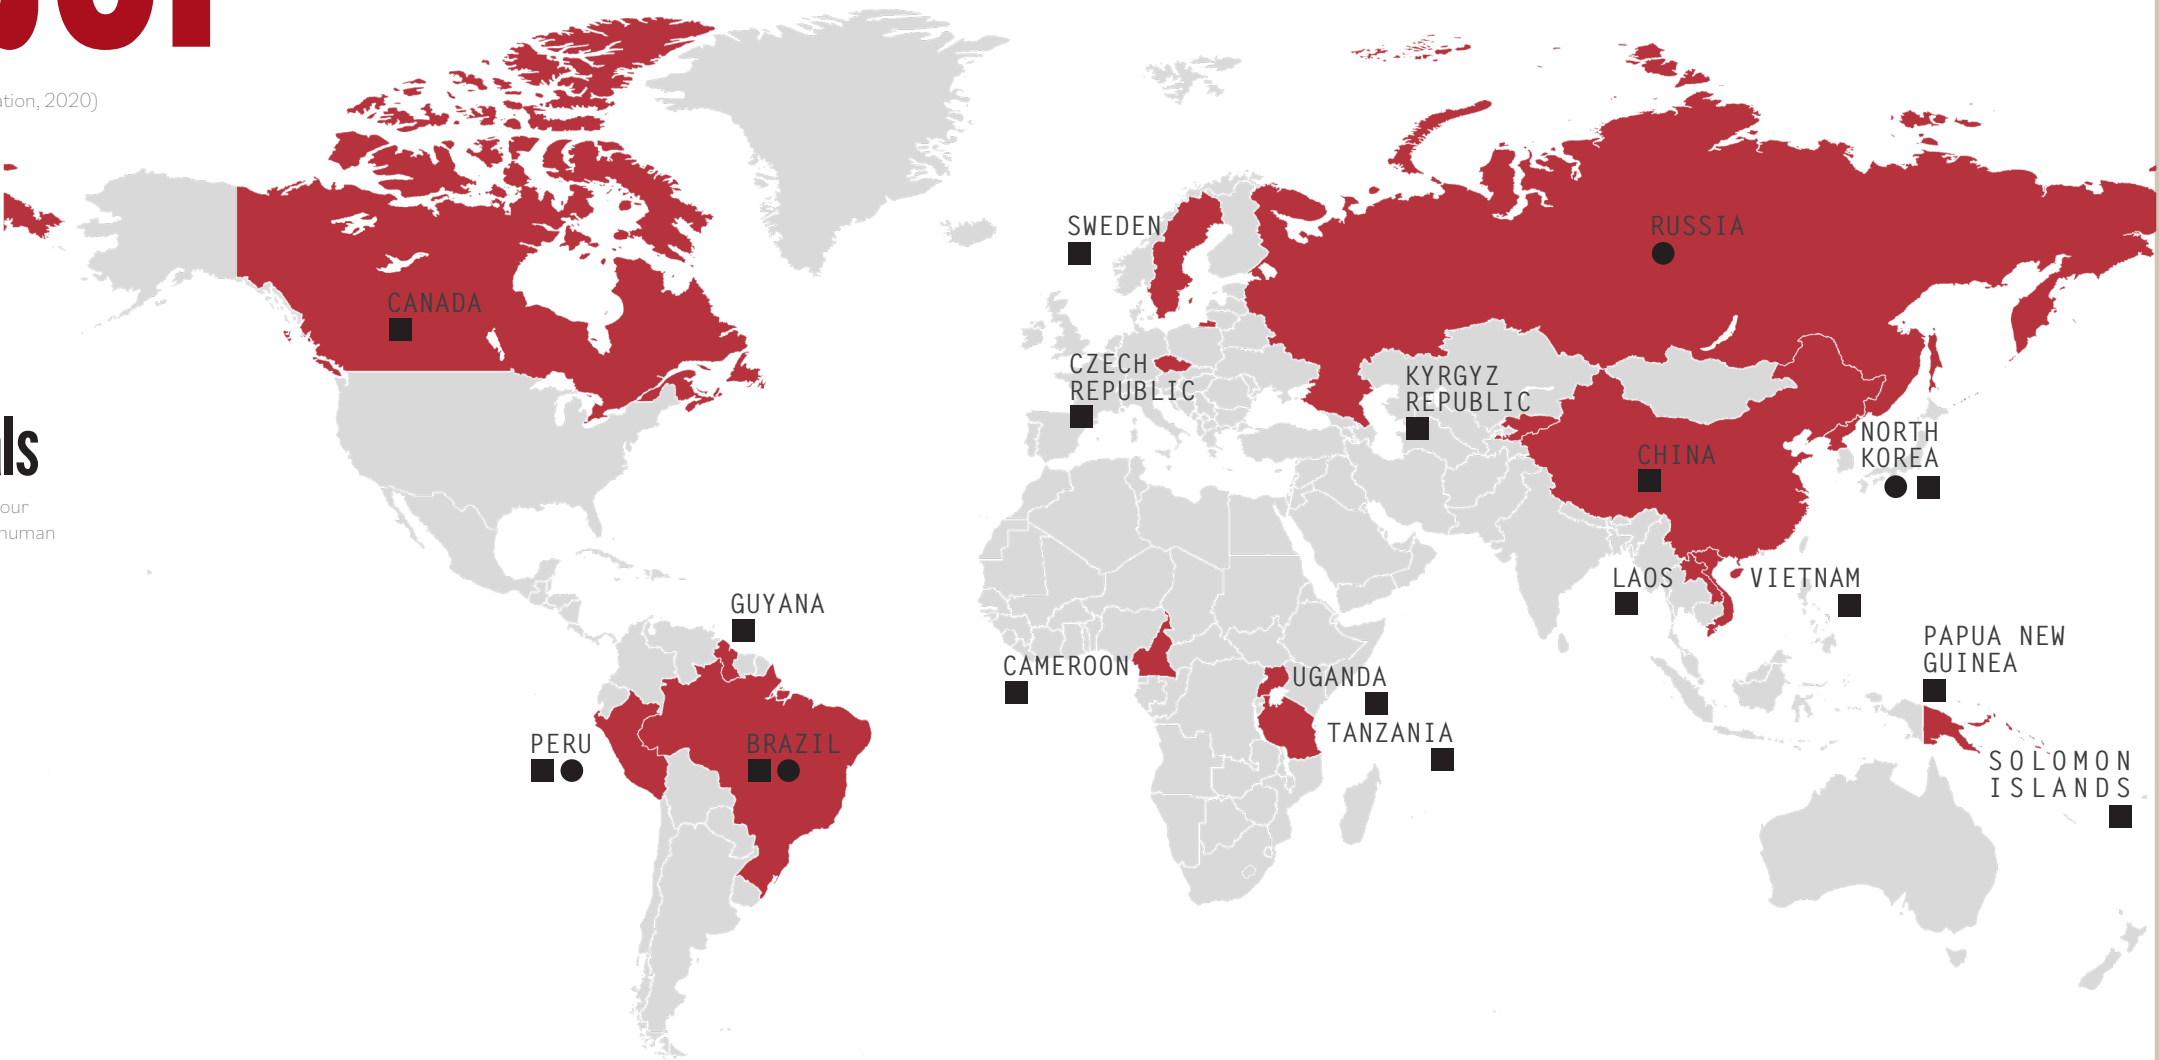 ation, 2020)
als
our
human
SWEDEN
RUSSIA
CANADA
CZECH
REPUBLIC
KYRGYZ
REPUBLIC
NORTH
KOREA
CHINA
LAOS
VIETNAM
GUYANA
PAPUA NEW
GUINEA
CAMEROON
UGANDA
TANZANIA
PERU
BRAZIL
SOLOMON
ISLANDS